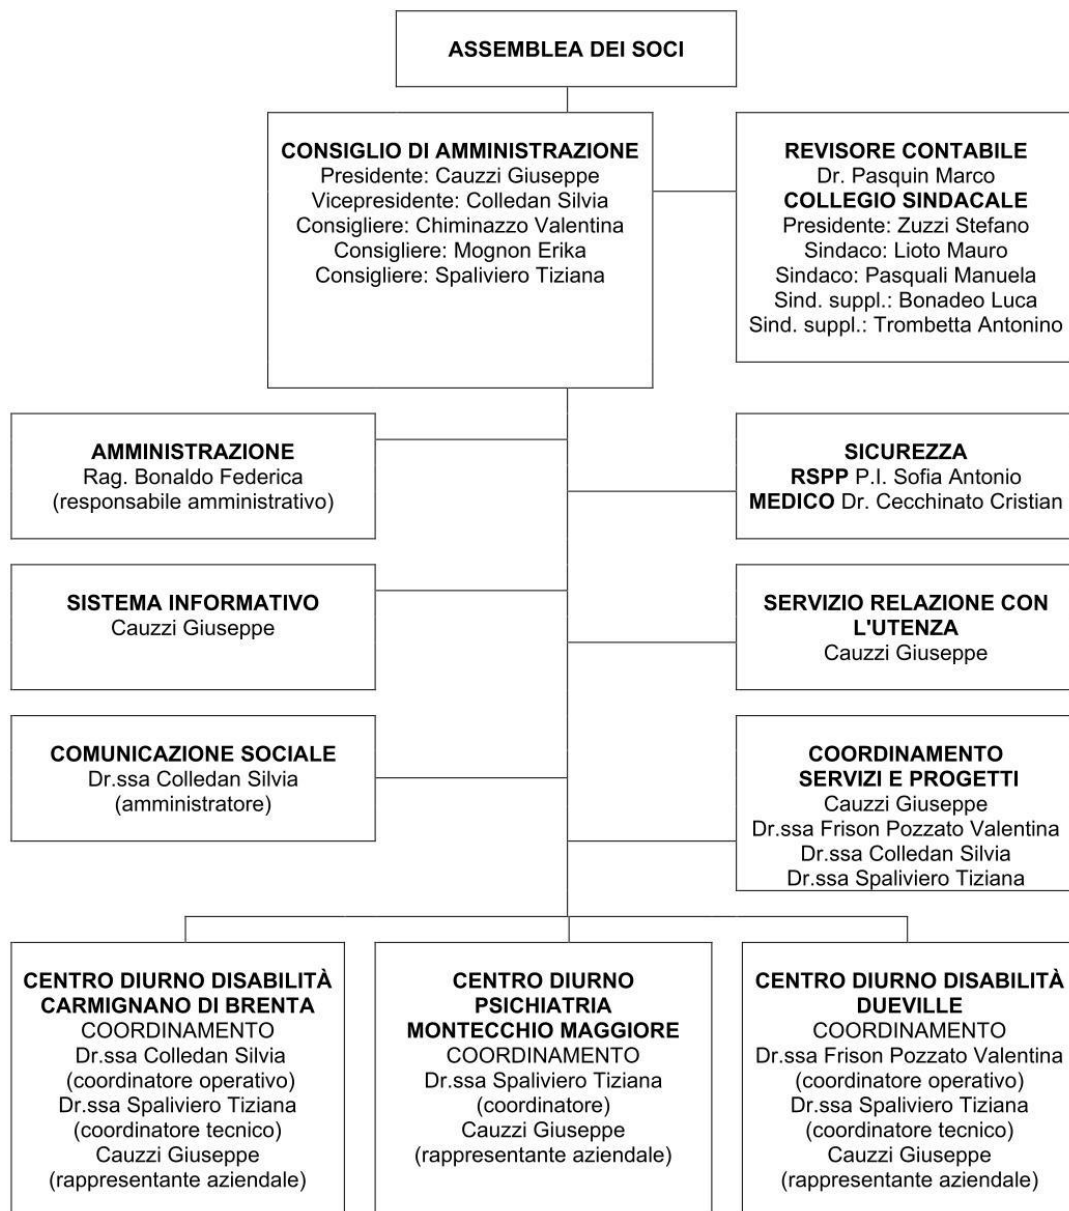 ASSEMBLEA DEI SOCI
CONSIGLIO DI AMMINISTRAZIONE
Presidente: Cauzzi Giuseppe
Vicepresidente: Colledan Silvia
Consigliere: Chiminazzo Valentina
Consigliere: Mognon Erika
Consigliere: Spaliviero Tiziana
REVISORE CONTABILE
Dr. Pasquin Marco
COLLEGIO SINDACALE
Presidente: Zuzzi Stefano
Sindaco: Lioto Mauro
Sindaco: Pasquali Manuela
Sind. suppl.: Bonadeo Luca
Sind. suppl.: Trombetta Antonino
AMMINISTRAZIONE
Rag. Bonaldo Federica
(responsabile amministrativo)
SICUREZZA
RSPP P.I. Sofia Antonio
MEDICO Dr. Cecchinato Cristian
SISTEMA INFORMATIVO
Cauzzi Giuseppe
SERVIZIO RELAZIONE CON
L'UTENZA
Cauzzi Giuseppe
COMUNICAZIONE SOCIALE
Dr.ssa Colledan Silvia
(amministratore)
COORDINAMENTO
SERVIZI E PROGETTI
Cauzzi Giuseppe
Dr.ssa Frison Pozzato Valentina
Dr.ssa Colledan Silvia
Dr.ssa Spaliviero Tiziana
CENTRO DIURNO DISABILITÀ
CARMIGNANO DI BRENTA
COORDINAMENTO
Dr.ssa Colledan Silvia
(coordinatore operativo)
Dr.ssa Spaliviero Tiziana
(coordinatore tecnico)
Cauzzi Giuseppe
(rappresentante aziendale)
CENTRO DIURNO
PSICHIATRIA
MONTECCHIO MAGGIORE
COORDINAMENTO
Dr.ssa Spaliviero Tiziana
(coordinatore)
Cauzzi Giuseppe
(rappresentante aziendale)
CENTRO DIURNO DISABILITÀ
DUEVILLE
COORDINAMENTO
Dr.ssa Frison Pozzato Valentina
(coordinatore operativo)
Dr.ssa Spaliviero Tiziana
(coordinatore tecnico)
Cauzzi Giuseppe
(rappresentante aziendale)